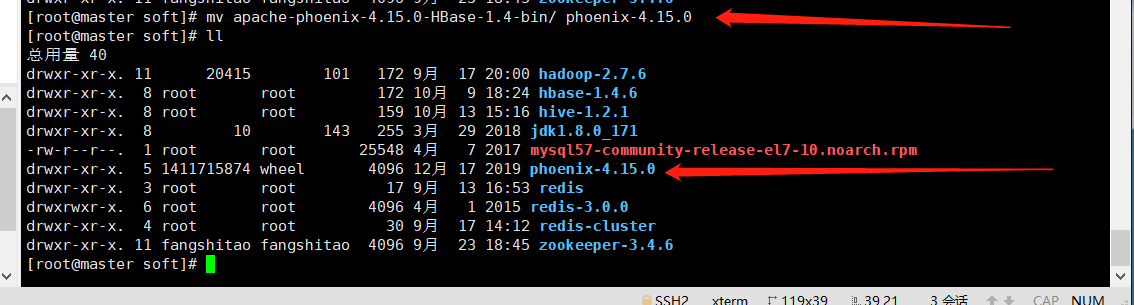 [root@master soft]# mv apache-phoenix-4.15.0-HBase-1.4-bin/ phoenix-4.15.0
[root@master soft]# ll
总用量 40
drwxr-xr-x. 11 20415 101 172 9月 17 20:00 hadoop-2.7.6
drwxr-xr-x. 8 root root 172 10月 9 18:24 hbase-1.4.6
drwxr-xr-x. 8 root root 159 10月 13 15:16 hive-1.2.1
drwxr-xr-x. 8 10 143 255 3月 29 2018 jdk1.8.0_171
-rw-r--r--. 1 root root 25548 4月 7 2017 mysql57-community-release-el7-10.noarch.rpm
drwxr-xr-x. 5 1411715874 wheel 4096 12月 17 2019 phoenix-4.15.0
drwxr-xr-x. 3 root root 17 9月 13 16:53 redis
drwxrwxr-x. 6 root root 4096 4月 1 2015 redis-3.0.0
drwxr-xr-x. 4 root root 30 9月 17 14:12 redis-cluster
drwxr-xr-x. 11 fangshitao fangshitao 4096 9月 23 18:45 zookeeper-3.4.6
[root@master soft]#
SSH2 xterm 119x39 39,21 3 会话 CAP NUM